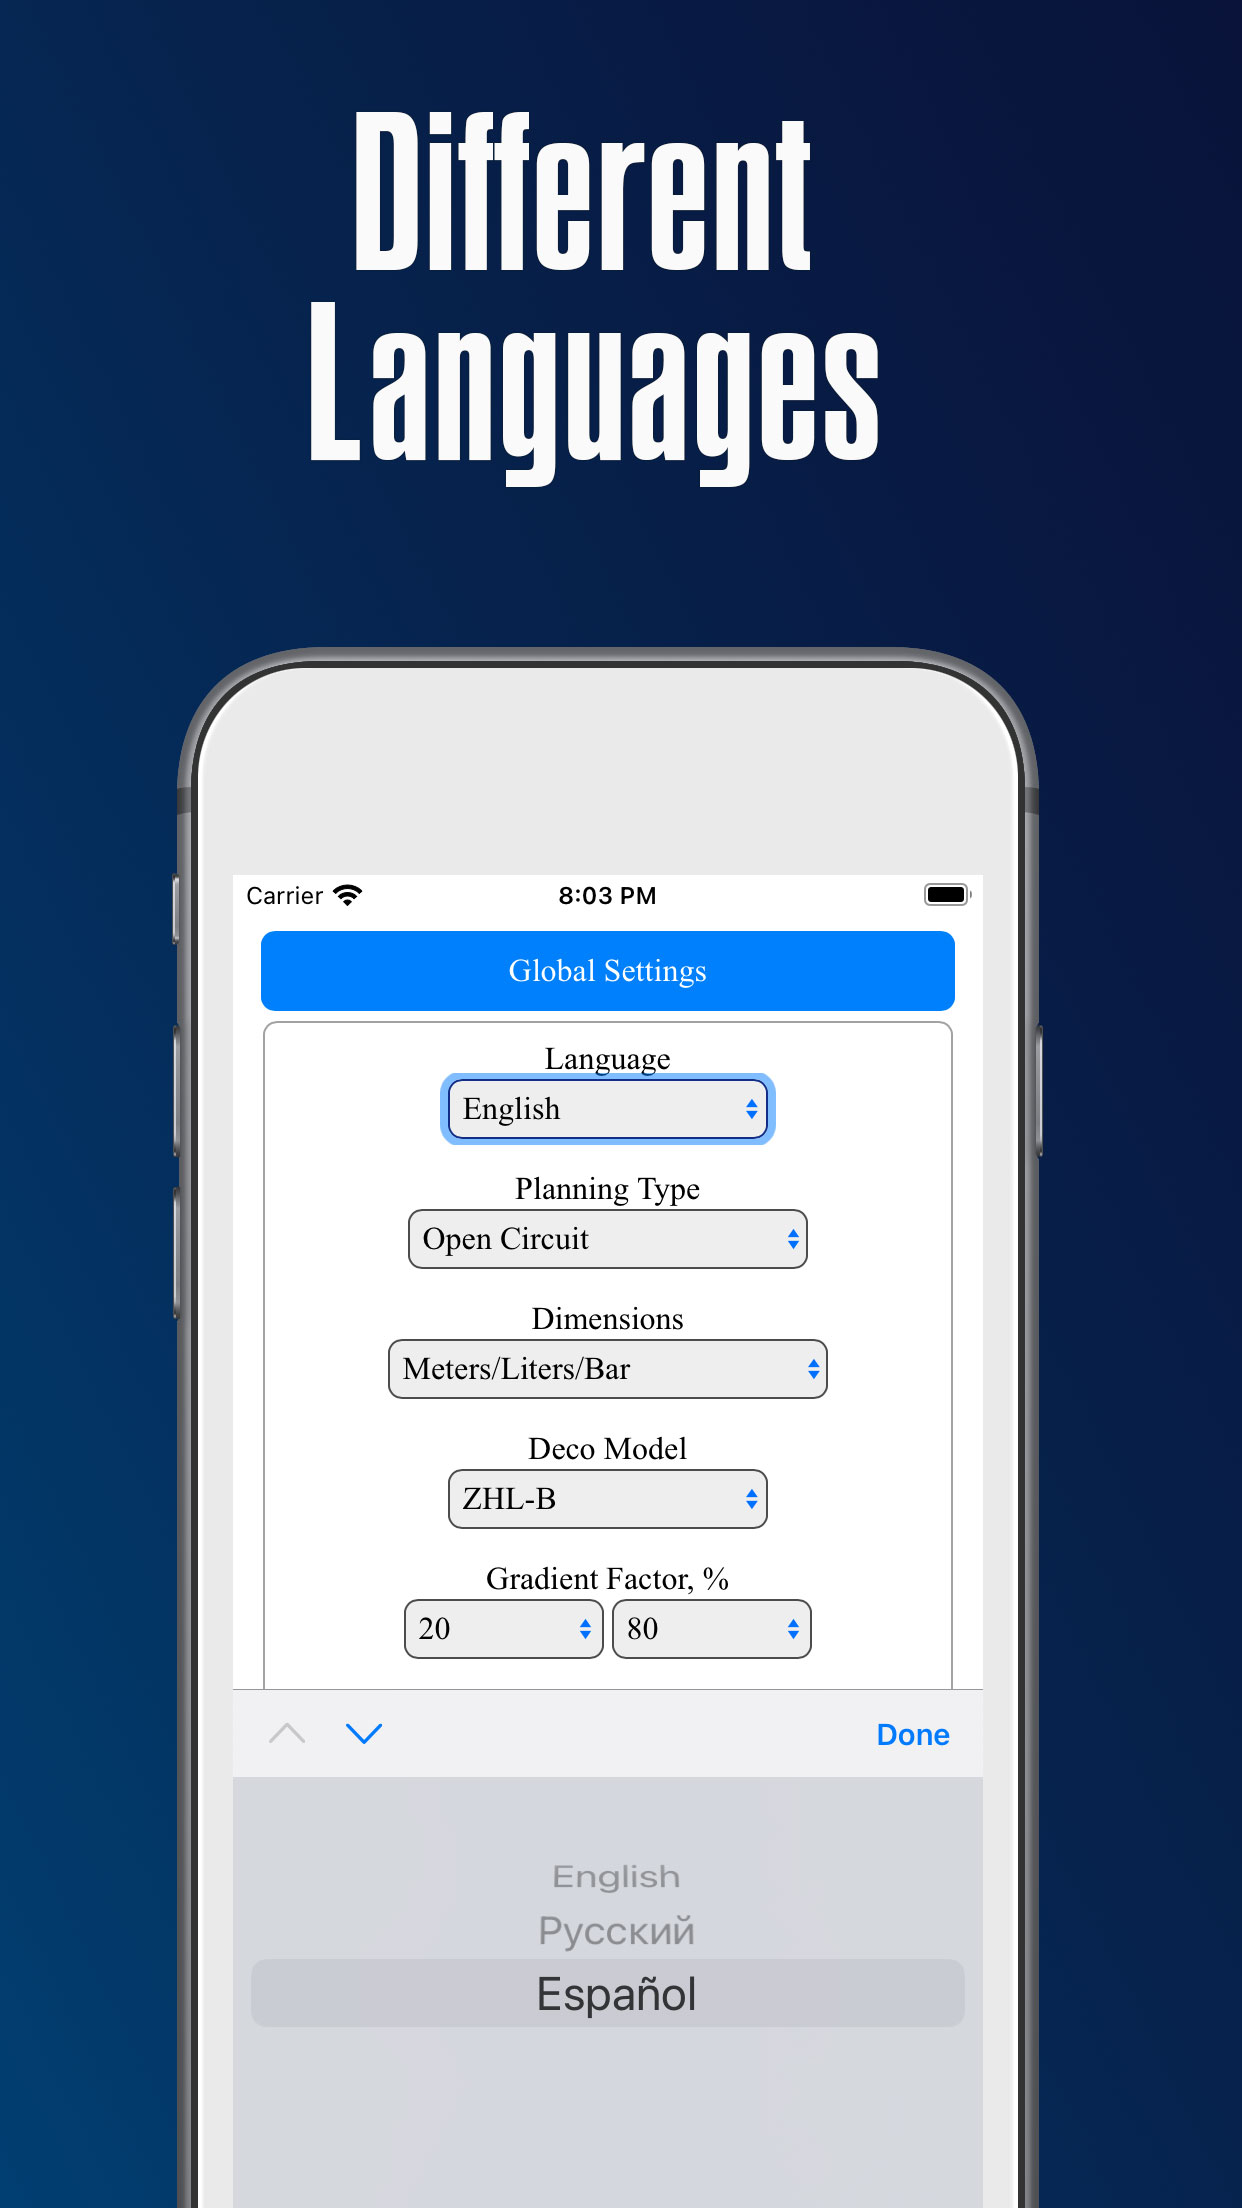 Different
Languages
Carrier 8:03 PM
Global Settings
Language
English
Planning Type
Open Circuit
Dimensions
Meters/Liters/Bar
Deco Model
ZHL-B
Gradient Factor, %
20 80
Done
English
Русский
Español